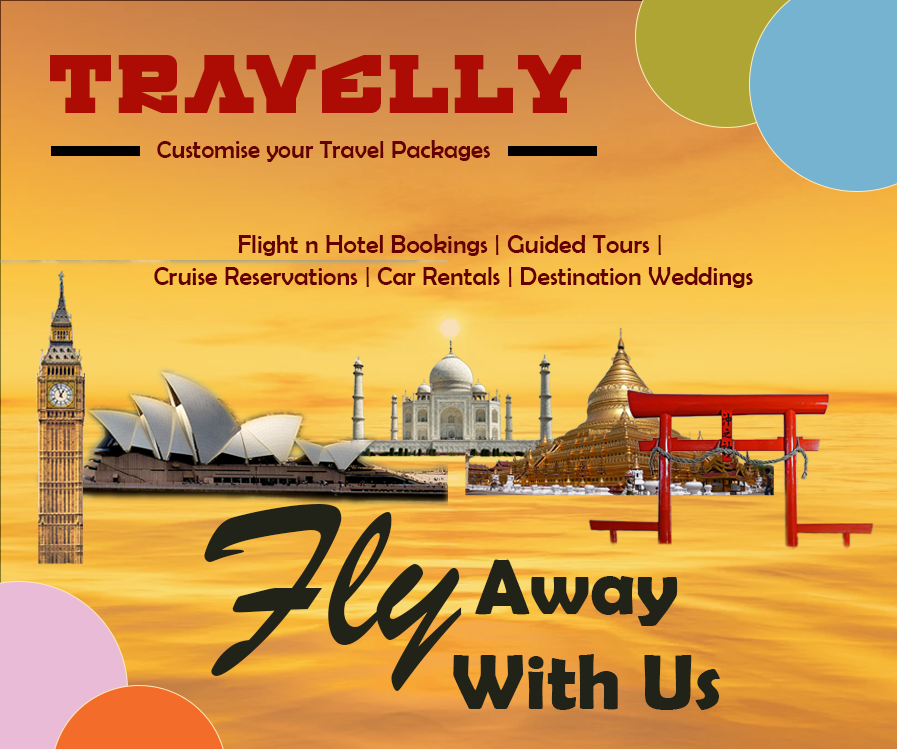 TRAVELLY
Customise your Travel Packages
Flight n Hotel Bookings | Guided Tours |
Cruise Reservations | Car Rentals | Destination Weddings
Fly Away
With Us